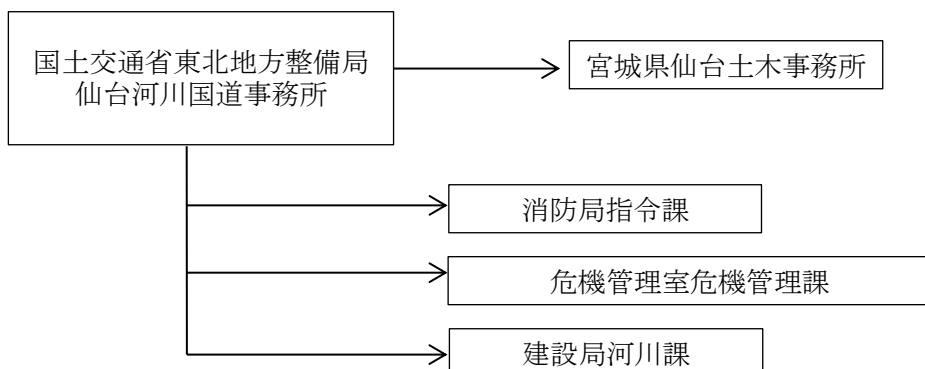 国土交通省東北地方整備局
仙台河川国道事務所
宮城県仙台土木事務所
消防局指令課
危機管理室危機管理課
建設局河川課